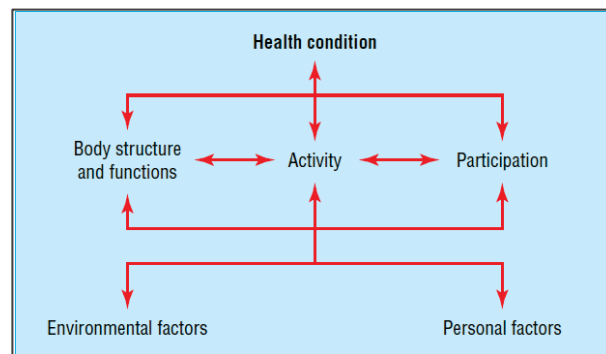 Health condition
Body structure
and functions
Activity
Participation
Environmental factors
Personal factors